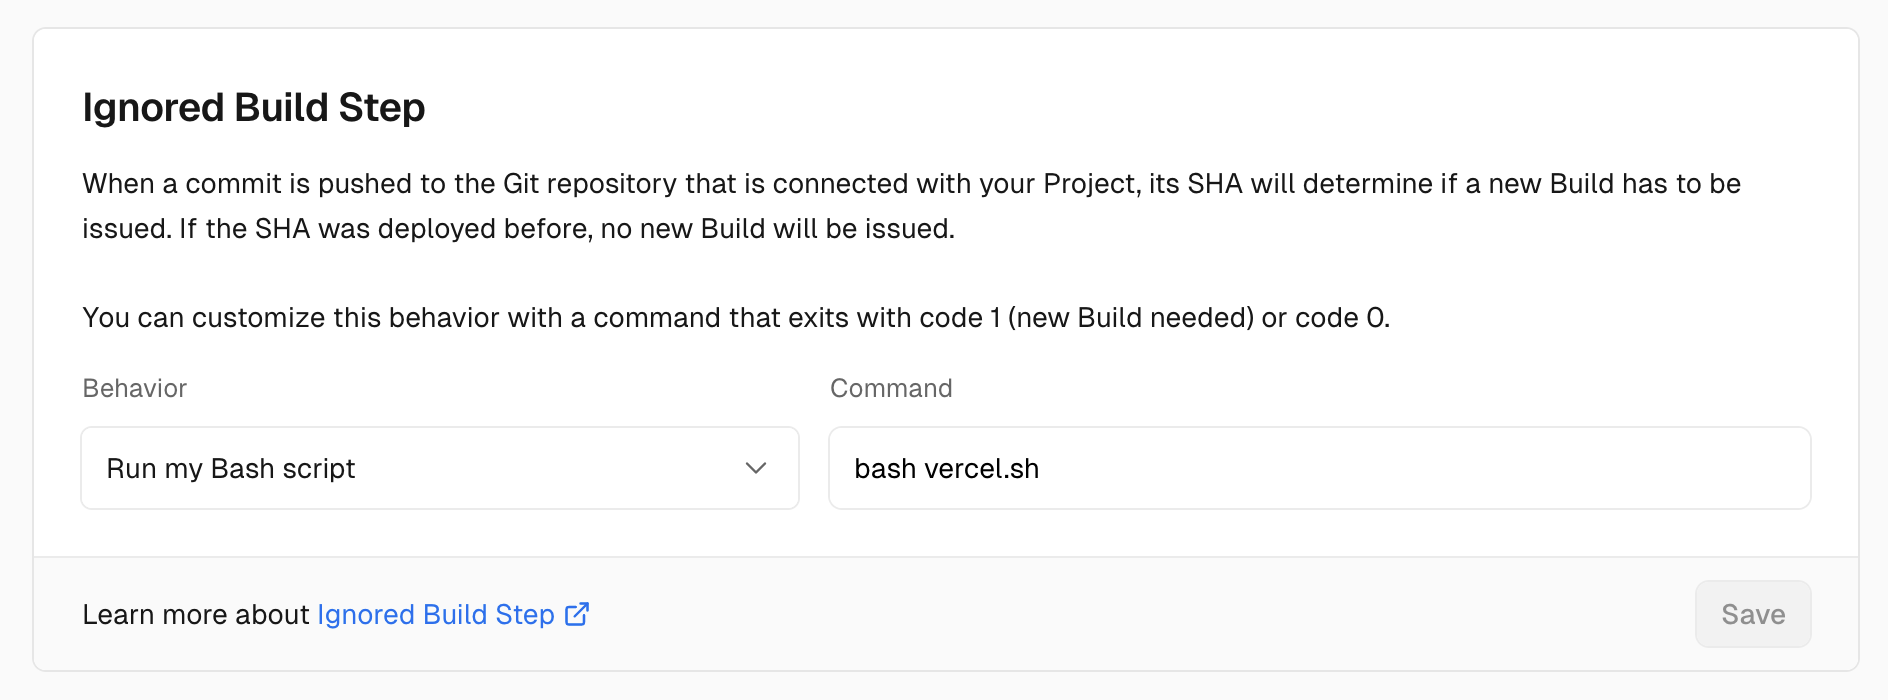 Ignored Build Step
When a commit is pushed to the Git repository that is connected with your Project, its SHA will determine if a new Build has to be
issued. If the SHA was deployed before, no new Build will be issued.
You can customize this behavior with a command that exits with code 1 (new Build needed) or code 0.
Behavior
Command
Run my Bash script
bash vercel.sh
Learn more about Ignored Build Step
Save